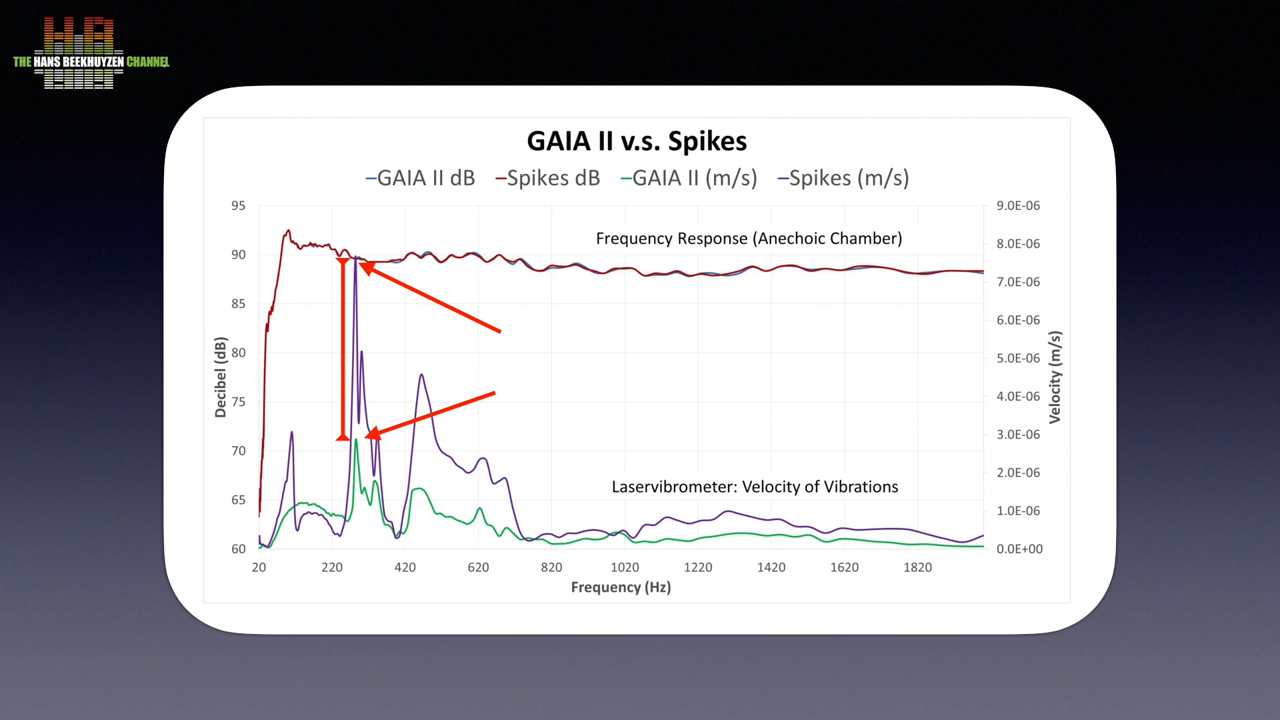 THE HANS BEEKHUYZEN CHANNEL
GAIA II v.s. Spikes
GAIA II dB Spikes dB GAIA II (m/s) Spikes (m/s)
Frequency Response (Anechoic Chamber)
Laservibrometer: Velocity of Vibrations
Decibel (dB)
95
90
85
80
75
70
65
60
9.0E-06
8.0E-06
7.0E-06
6.0E-06
5.0E-06
4.0E-06
3.0E-06
2.0E-06
1.0E-06
0.0E+00
Velocity (m/s)
20 220 420 620 820 1020 1220 1420 1620 1820
Frequency (Hz)